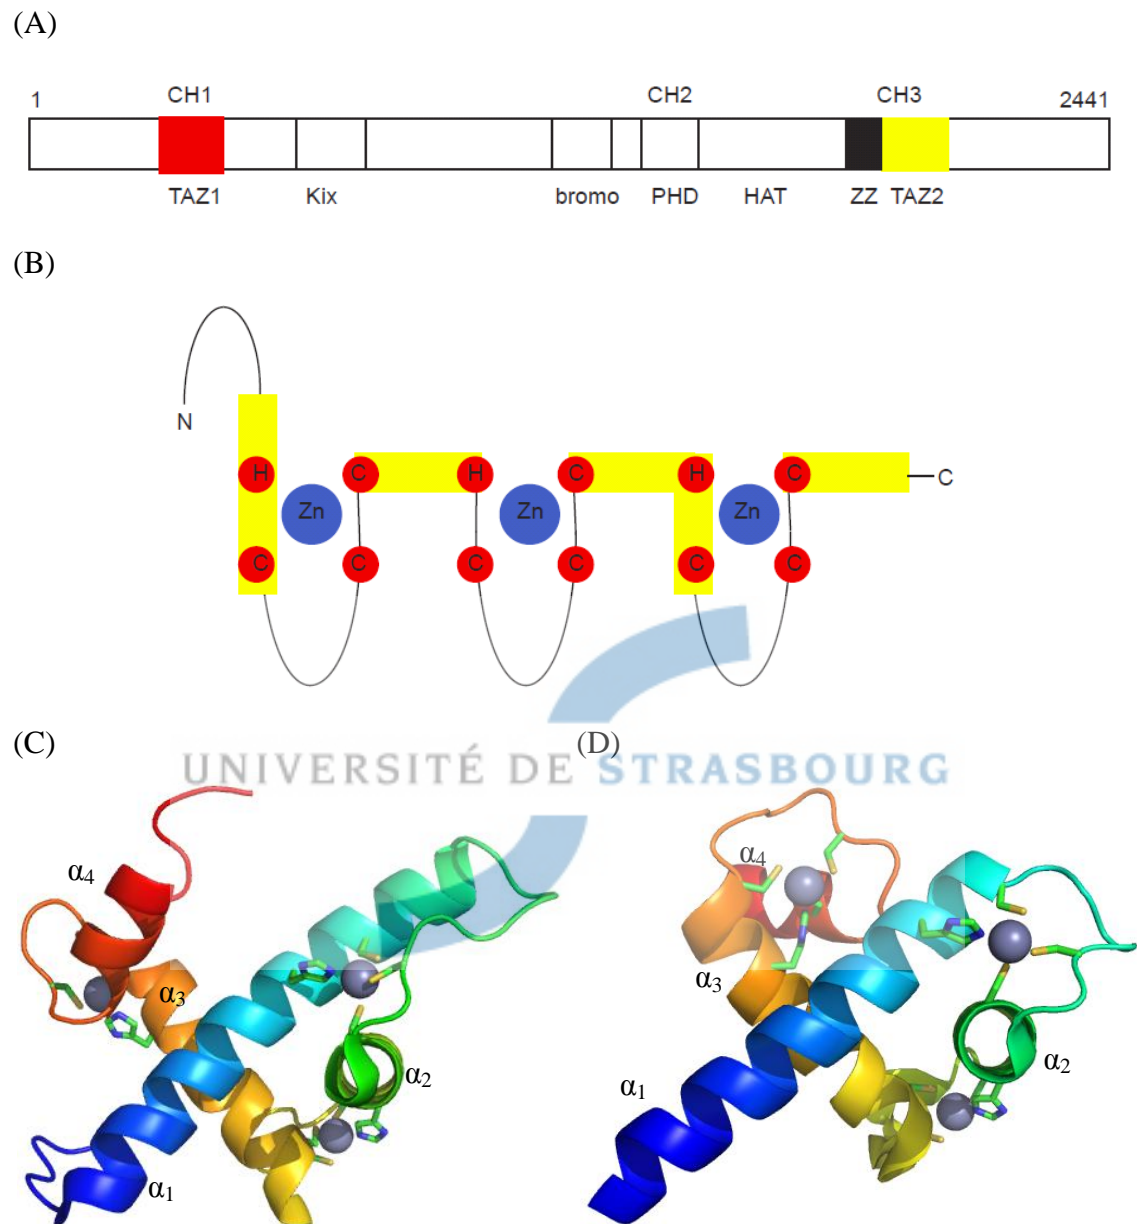 (A)
CH1 CH2 CH3
1 2441
TAZ1 Kix bromo PHD HAT ZZ TAZ2
(B)
N
H C H C H C C
Zn Zn Zn
C C C C C C
(C) (D)
UNIVERSITÉ DE STRASBOURG
α4 α4
α3 α3
α2 α2
α1 α1